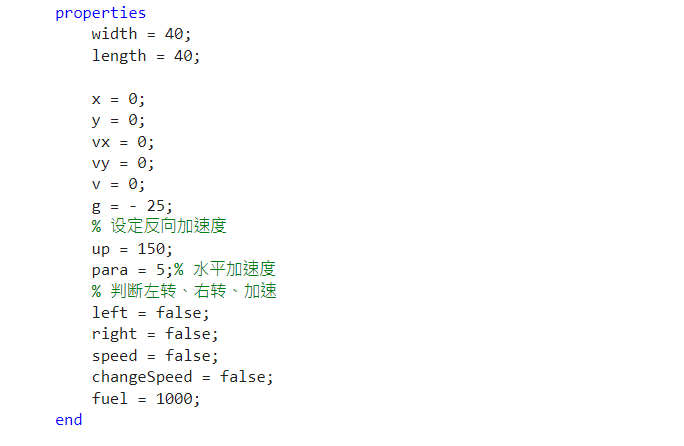 properties
width = 40;
length = 40;
x = 0;
y = 0;
vx = 0;
vy = 0;
v = 0;
g = - 25;
% 设定反向加速度
up = 150;
para = 5;% 水平加速度
% 判断左转、右转、加速
left = false;
right = false;
speed = false;
changeSpeed = false;
fuel = 1000;
end